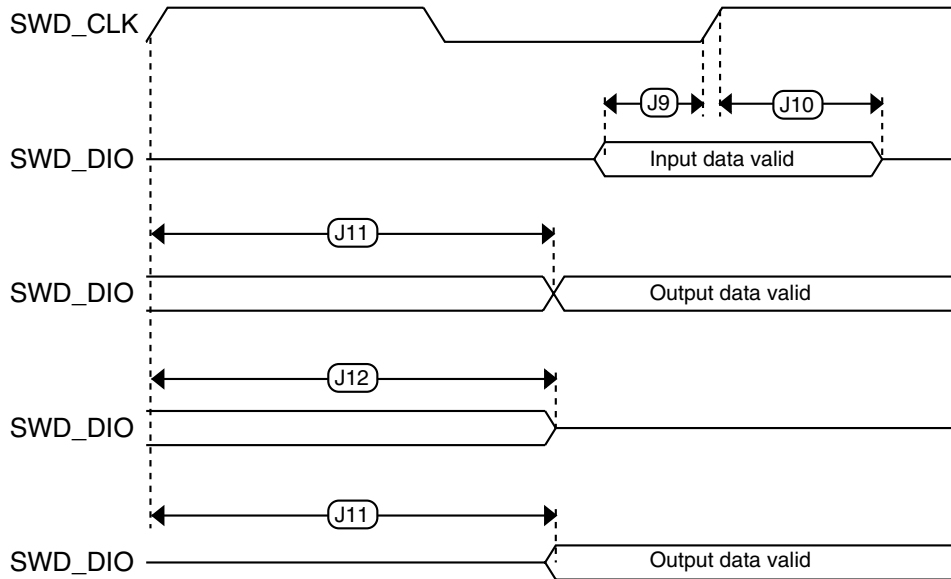 SWD_CLK
J9
J10
SWD_DIO
Input data valid
J11
SWD_DIO
Output data valid
J12
SWD_DIO
J11
SWD_DIO
Output data valid